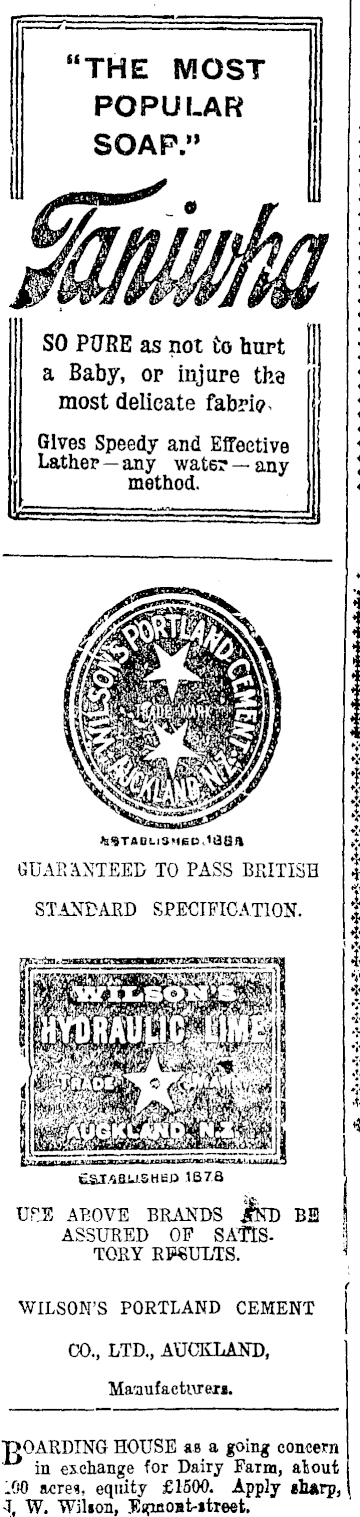 "THE MOST
POPULAR
SOAP."
Taniwha
SO PURE as not to hurt
a Baby, or injure the
most delicate fabric.
Gives Speedy and Effective
Lather—any water—any
method.
WILSON'S PORTLAND CEMENT
TRADE MARK
AUCKLAND, N.Z.
ESTABLISHED. 1884
GUARANTEED TO PASS BRITISH
STANDARD SPECIFICATION.
WILSON'S
HYDRAULIC LIME
TRADE MARK
AUCKLAND N.Z.
ESTABLISHED 1878
USE ABOVE BRANDS AND BE
ASSURED OF SATIS-
TORY RESULTS.
WILSON'S PORTLAND CEMENT
CO., LTD., AUCKLAND,
Manufacturers.
BOARDING HOUSE as a going concern
in exchange for Dairy Farm, about
100 acres, equity £1500. Apply sharp,
J. W. Wilson, Egmont-street.